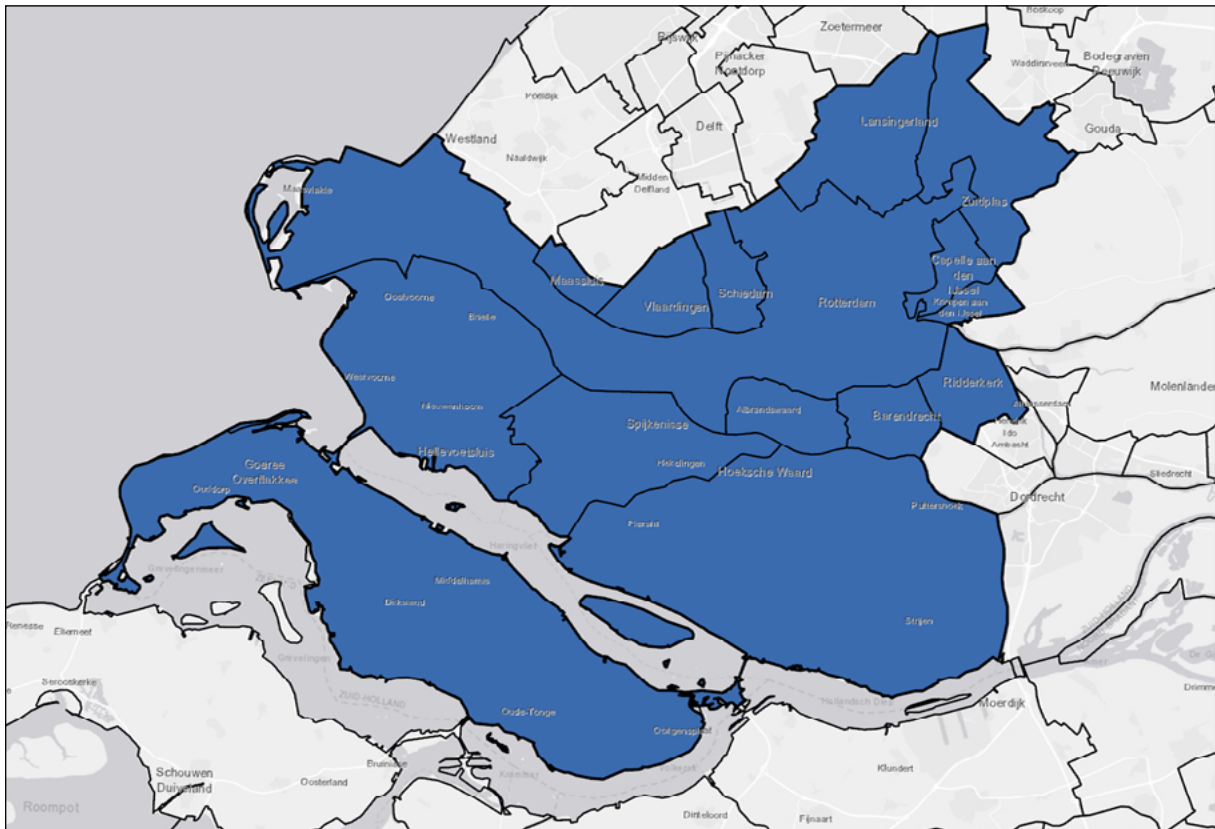 Boskoop
Zoetermeer
Rijswijk
Pijnacker
Nootdorp
Waddinxveen
Bodegraven
Reeuwijk
Poeldijk
Westland
Delft
Lansingerland
Gouda
Naaldwijk
Midden
Delfland
Maasvlakte
Zuidplas
Maassluis
Capelle aan
den
IJssel
Krimpen aan
den IJssel
Schiedam
Vlaardingen
Rotterdam
Oostvoorne
Brielle
Westvoorne
Ridderkerk
Molenlanden
Nieuwenhoorn
Spijkenisse
Albrandswaard
Barendrecht
Ido
Ambacht
Hellevoetsluis
Hekelingen
Hoeksche Waard
Sliedrecht
Goeree
Overflakkee
Ouddorp
Piershil
Puttershoek
Dordrecht
Haringvliet
Grevelingenmeer
Middelharnis
Dirksland
Strijen
Renesse
Ellemeet
Grevelingen
Serooskerke
ZUID-HOLLAND
Hollandsch Diep
Moerdijk
Oude-Tonge
Ooltgensplaat
Bruinisse
Krammer
Volkerak
Schouwen
Duiveland
Oosterland
Klundert
Roompot
Dinteloord
Fijnaart